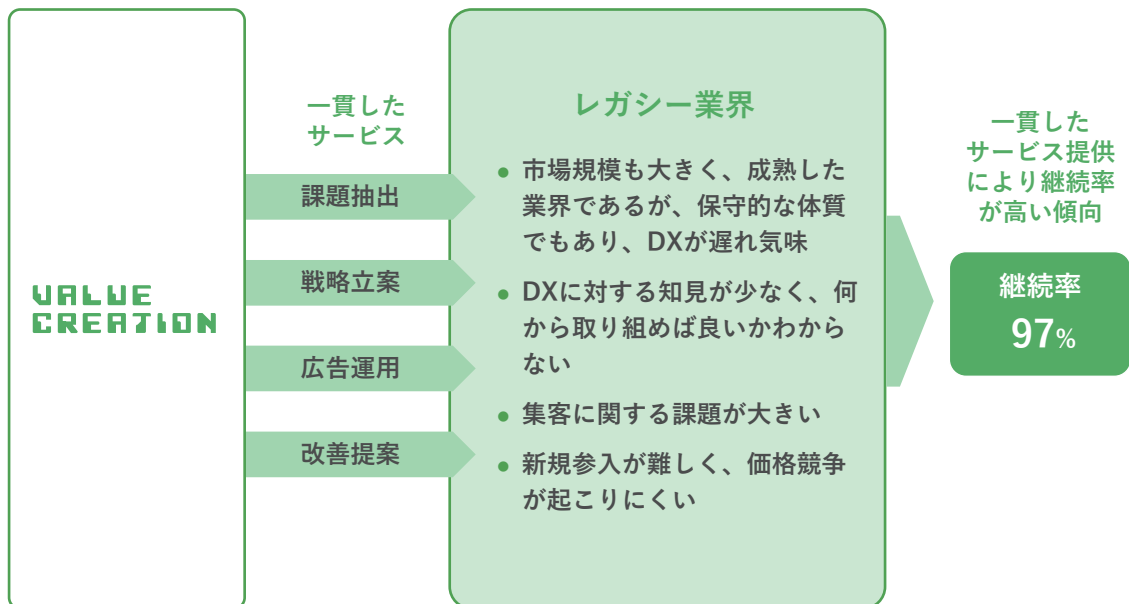 VALUE
CREATION
一貫した
サービス
課題抽出
戦略立案
広告運用
改善提案
レガシー業界
● 市場規模も大きく、成熟した
業界であるが、保守的な体質
でもあり、DXが遅れ気味
● DXに対する知見が少なく、何
から取り組めば良いかわから
ない
● 集客に関する課題が大きい
● 新規参入が難しく、価格競争
が起こりにくい
一貫した
サービス提供
により継続率
が高い傾向
継続率
97%